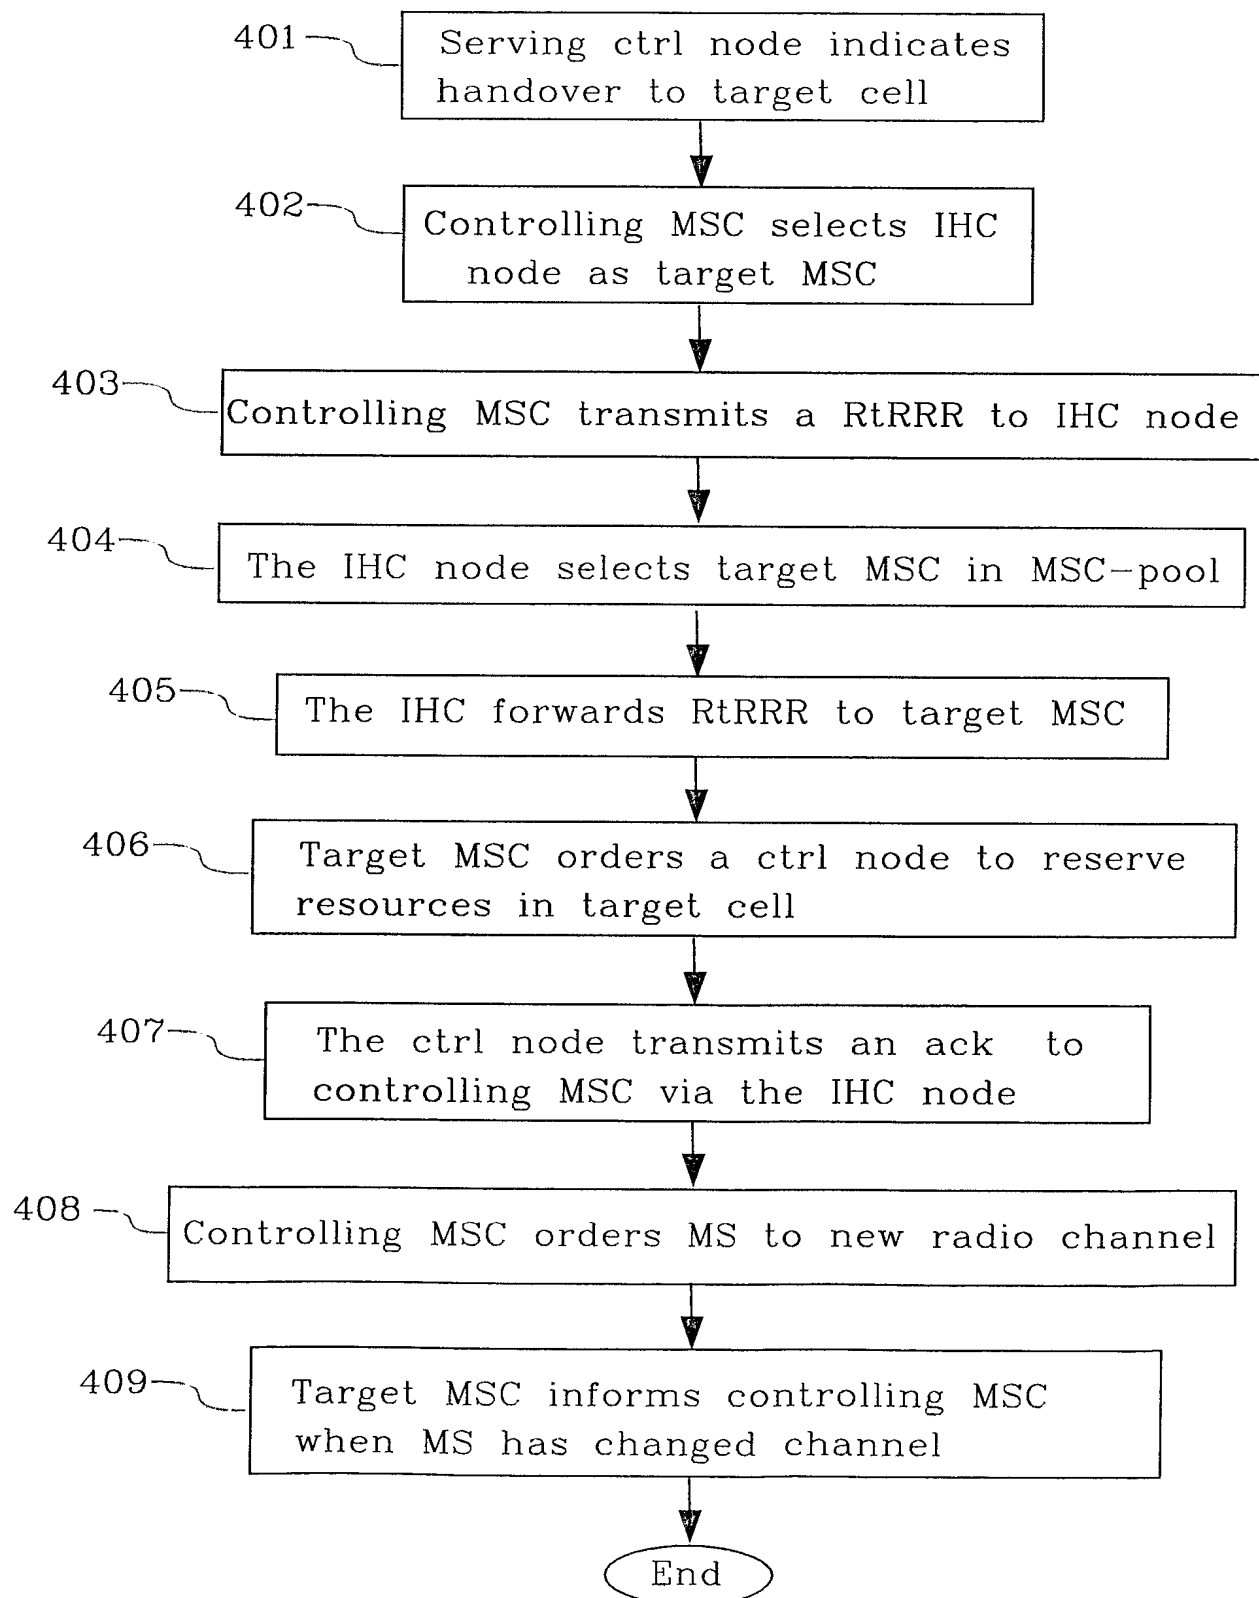 401
Serving ctrl node indicates
handover to target cell
402
Controlling MSC selects IHC
node as target MSC
403
Controlling MSC transmits a RtRRR to IHC node
404
The IHC node selects target MSC in MSC-pool
405
The IHC forwards RtRRR to target MSC
406
Target MSC orders a ctrl node to reserve
resources in target cell
407
The ctrl node transmits an ack to
controlling MSC via the IHC node
408
Controlling MSC orders MS to new radio channel
409
Target MSC informs controlling MSC
when MS has changed channel
End